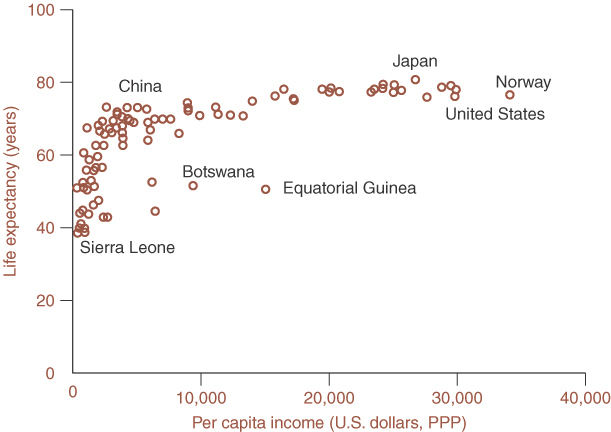 100
80
60
40
20
0
Life expectancy (years)
China
Japan
Norway
United States
Botswana
Equatorial Guinea
Sierra Leone
0
10,000
20,000
30,000
40,000
Per capita income (U.S. dollars, PPP)